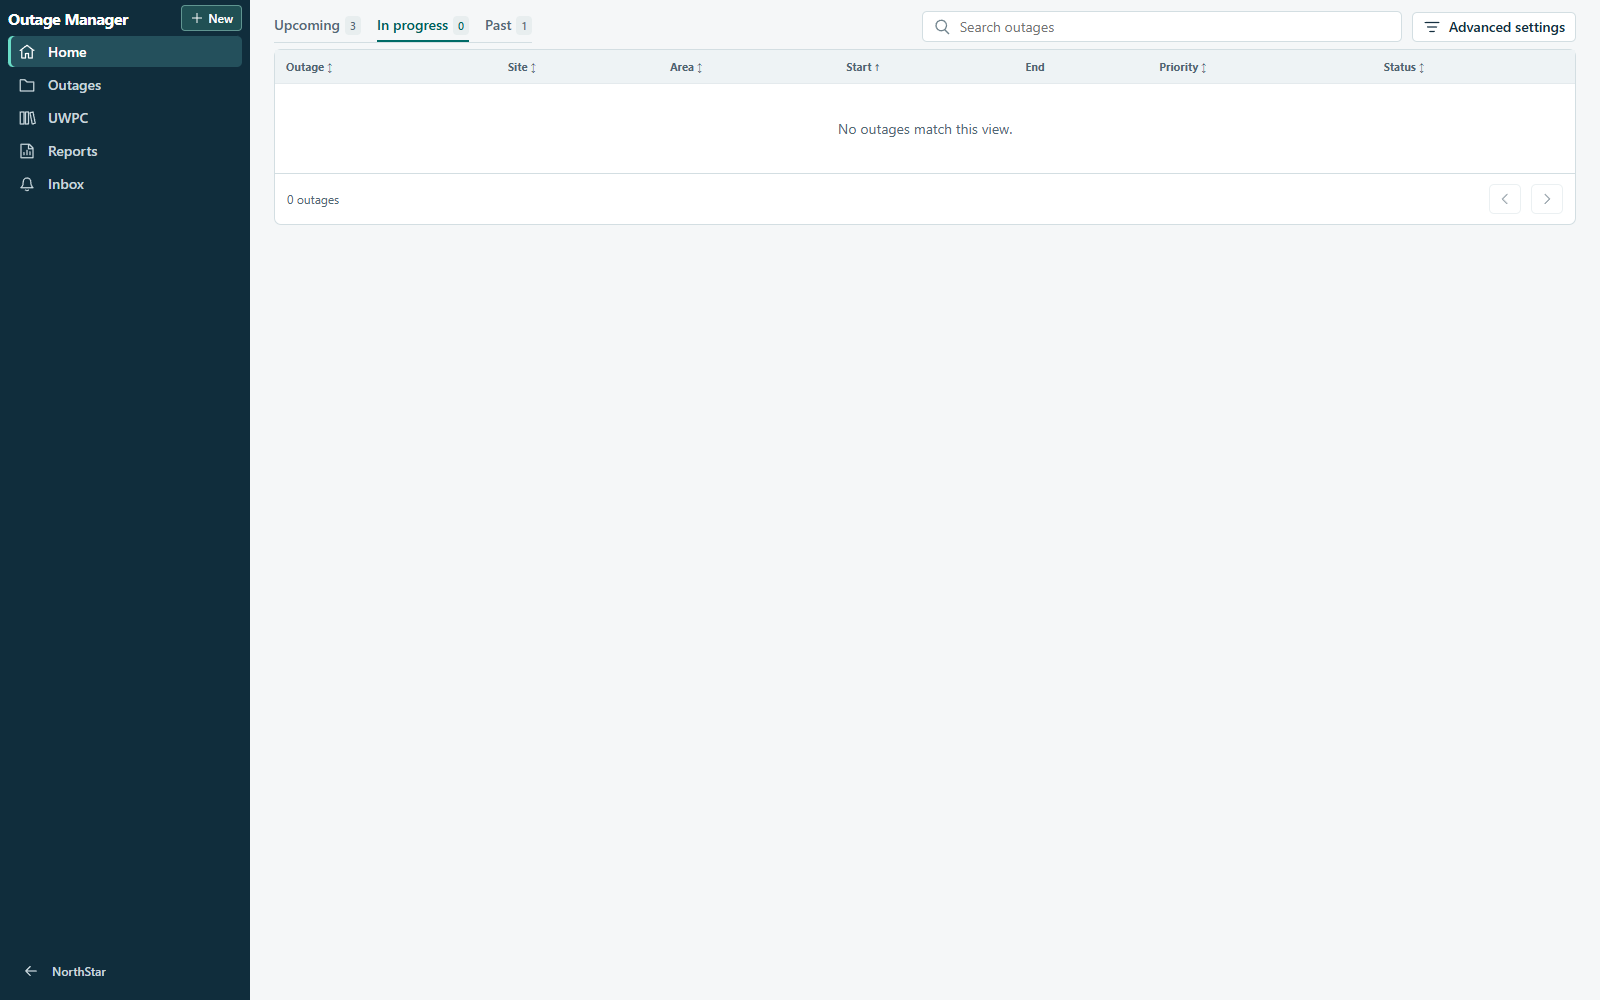 Outage Manager
New
Home
Outages
UWPC
Reports
Inbox
NorthStar
Upcoming 3 In progress 0 Past 1
Search outages
Advanced settings
Outage Site Area Start End Priority Status
No outages match this view.
0 outages